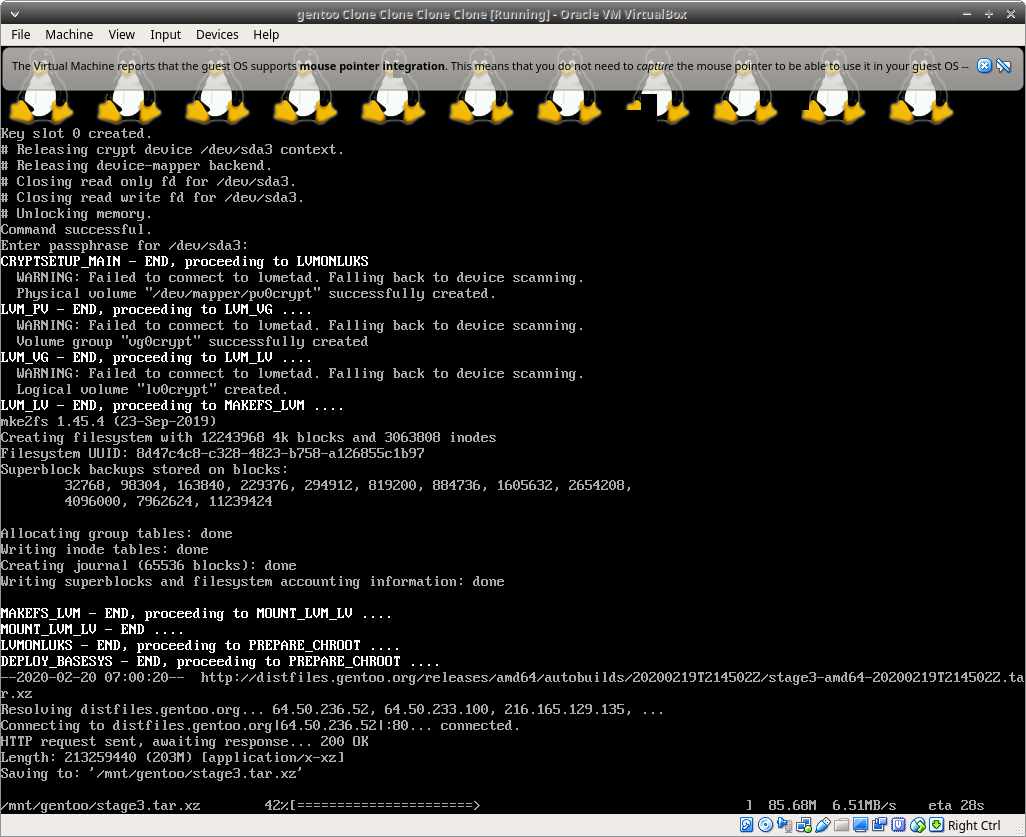 gentoo Clone Clone Clone Clone [Running] - Oracle VM VirtualBox
File Machine View Input Devices Help
The Virtual Machine reports that the guest OS supports mouse pointer integration. This means that you do not need to capture the mouse pointer to be able to use it in your guest OS --
Key slot 0 created.
# Releasing crypt device /dev/sda3 context.
# Releasing device-mapper backend.
# Closing read only fd for /dev/sda3.
# Closing read write fd for /dev/sda3.
# Unlocking memory.
Command successful.
Enter passphrase for /dev/sda3:
CRYPTSETUP_MAIN - END, proceeding to LVMONLUKS
  WARNING: Failed to connect to lvmetad. Falling back to device scanning.
  Physical volume "/dev/mapper/pv0crypt" successfully created.
LVM_PV - END, proceeding to LVM_VG ....
  WARNING: Failed to connect to lvmetad. Falling back to device scanning.
  Volume group "vg0crypt" successfully created
LVM_VG - END, proceeding to LVM_LV ....
  WARNING: Failed to connect to lvmetad. Falling back to device scanning.
  Logical volume "lv0crypt" created.
LVM_LV - END, proceeding to MAKEFS_LVM ....
mke2fs 1.45.4 (23-Sep-2019)
Creating filesystem with 12243968 4k blocks and 3063808 inodes
Filesystem UUID: 8d47c4c8-c328-4823-b758-a126855c1b97
Superblock backups stored on blocks:
        32768, 98304, 163840, 229376, 294912, 819200, 884736, 1605632, 2654208,
        4096000, 7962624, 11239424
Allocating group tables: done
Writing inode tables: done
Creating journal (65536 blocks): done
Writing superblocks and filesystem accounting information: done
MAKEFS_LVM - END, proceeding to MOUNT_LVM_LV ....
MOUNT_LVM_LV - END ....
LVMONLUKS - END, proceeding to PREPARE_CHROOT ....
DEPLOY_BASESYS - END, proceeding to PREPARE_CHROOT ....
--2020-02-20 07:00:20--  http://distfiles.gentoo.org/releases/amd64/autobuilds/20200219T214502Z/stage3-amd64-20200219T214502Z.ta
r.xz
Resolving distfiles.gentoo.org... 64.50.236.52, 64.50.233.100, 216.165.129.135, ...
Connecting to distfiles.gentoo.org|64.50.236.52|:80... connected.
HTTP request sent, awaiting response... 200 OK
Length: 213259440 (203M) [application/x-xz]
Saving to: '/mnt/gentoo/stage3.tar.xz'
/mnt/gentoo/stage3.tar.xz        42%[======================>                                 ]  85.68M  6.51MB/s    eta 28s
Right Ctrl